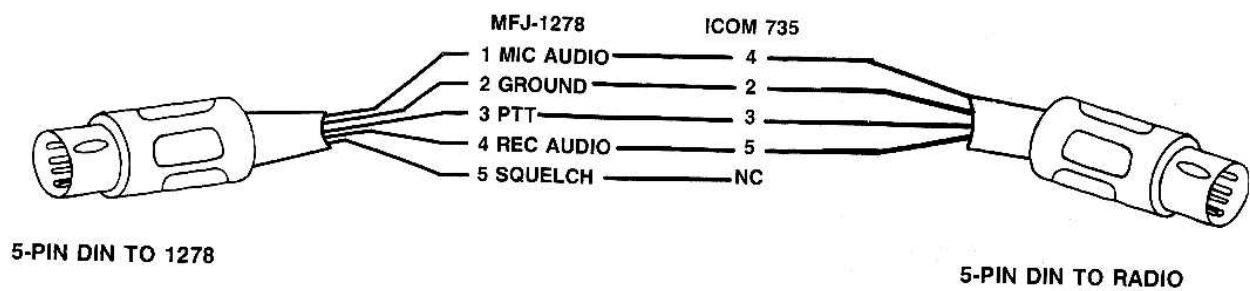 MFJ-1278 ICOM 735
1 MIC AUDIO 4
2 GROUND 2
3 PTT 3
4 REC AUDIO 5
5 SQUELCH NC
5-PIN DIN TO 1278
5-PIN DIN TO RADIO